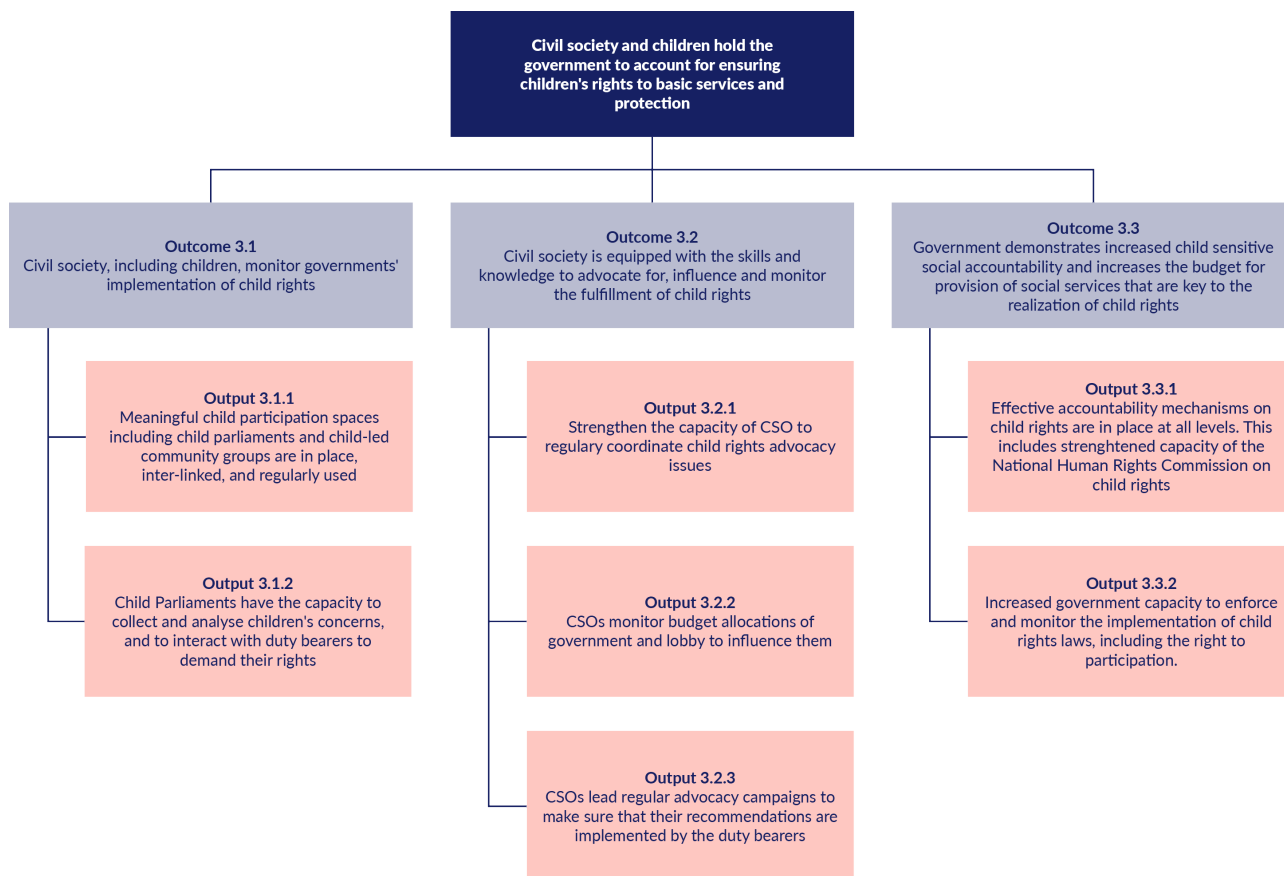 Civil society and children hold the
government to account for ensuring
children's rights to basic services and
protection
Outcome 3.1
Civil society, including children, monitor governments'
implementation of child rights
Outcome 3.2
Civil society is equipped with the skills and
knowledge to advocate for, influence and monitor
the fulfillment of child rights
Outcome 3.3
Government demonstrates increased child sensitive
social accountability and increases the budget for
provision of social services that are key to the
realization of child rights
Output 3.1.1
Meaningful child participation spaces
including child parliaments and child-led
community groups are in place,
inter-linked, and regularly used
Output 3.1.2
Child Parliaments have the capacity to
collect and analyse children's concerns,
and to interact with duty bearers to
demand their rights
Output 3.2.1
Strengthen the capacity of CSO to
regulary coordinate child rights advocacy
issues
Output 3.2.2
CSOs monitor budget allocations of
government and lobby to influence them
Output 3.2.3
CSOs lead regular advocacy campaigns to
make sure that their recommendations are
implemented by the duty bearers
Output 3.3.1
Effective accountability mechanisms on
child rights are in place at all levels. This
includes strenghtened capacity of the
National Human Rights Commission on
child rights
Output 3.3.2
Increased government capacity to enforce
and monitor the implementation of child
rights laws, including the right to
participation.